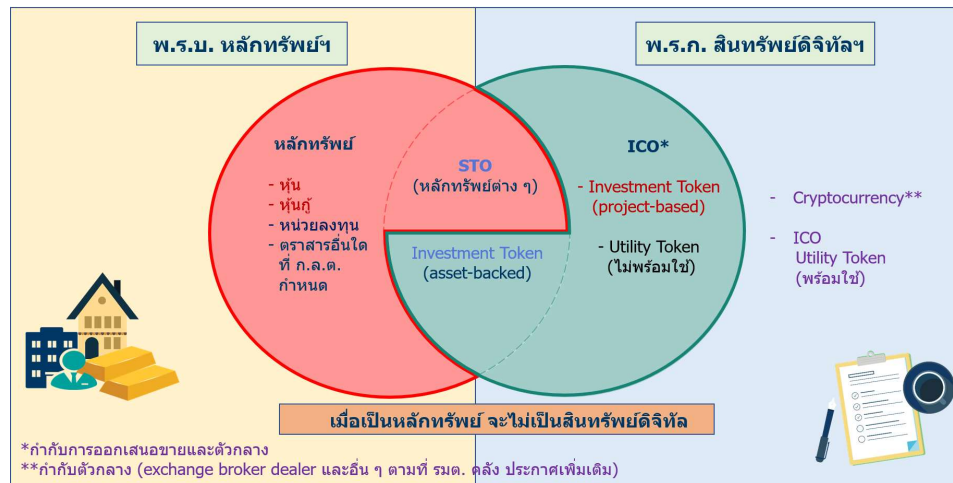 พ.ร.บ. หลักทรัพย์ฯ
พ.ร.ก. สินทรัพย์ดิจิทัลฯ
หลักทรัพย์
- หุ้น
- หุ้นกู้
- หน่วยลงทุน
- ตราสารอื่นใด
ที่ ก.ล.ต.
กำหนด
STO
(หลักทรัพย์ต่าง ๆ)
Investment Token
(asset-backed)
ICO*
- Investment Token
(project-based)
- Utility Token
(ไม่พร้อมใช้)
- Cryptocurrency**
- ICO
Utility Token
(พร้อมใช้)
เมื่อเป็นหลักทรัพย์ จะไม่เป็นสินทรัพย์ดิจิทัล
*กำกับการออกเสนอขายและตัวกลาง
**กำกับตัวกลาง (exchange broker dealer และอื่น ๆ ตามที่ รมต. คลัง ประกาศเพิ่มเติม)